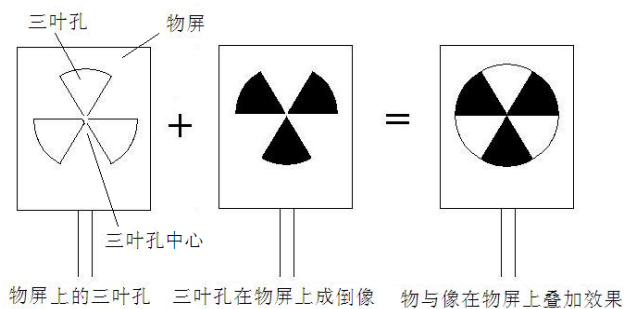 三叶孔
物屏
+
=
三叶孔中心
物屏上的三叶孔
三叶孔在物屏上成倒像
物与像在物屏上叠加效果